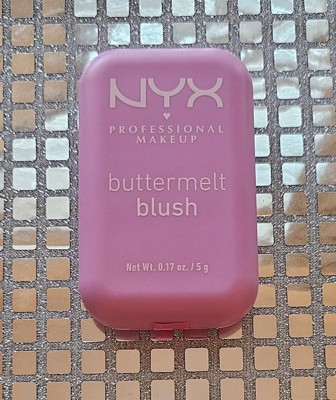 NYX
PROFESSIONAL
MAKEUP
buttermelt
blush
Net Wt. 0.17 oz. / 5 g